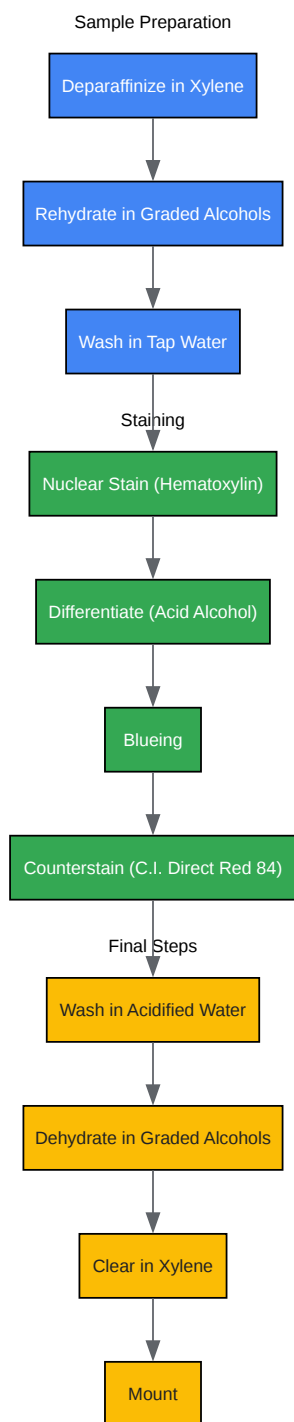 Sample Preparation
Deparaffinize in Xylene
Rehydrate in Graded Alcohols
Wash in Tap Water
Staining
Nuclear Stain (Hematoxylin)
Differentiate (Acid Alcohol)
Blueing
Counterstain (C.I. Direct Red 84)
Final Steps
Wash in Acidified Water
Dehydrate in Graded Alcohols
Clear in Xylene
Mount